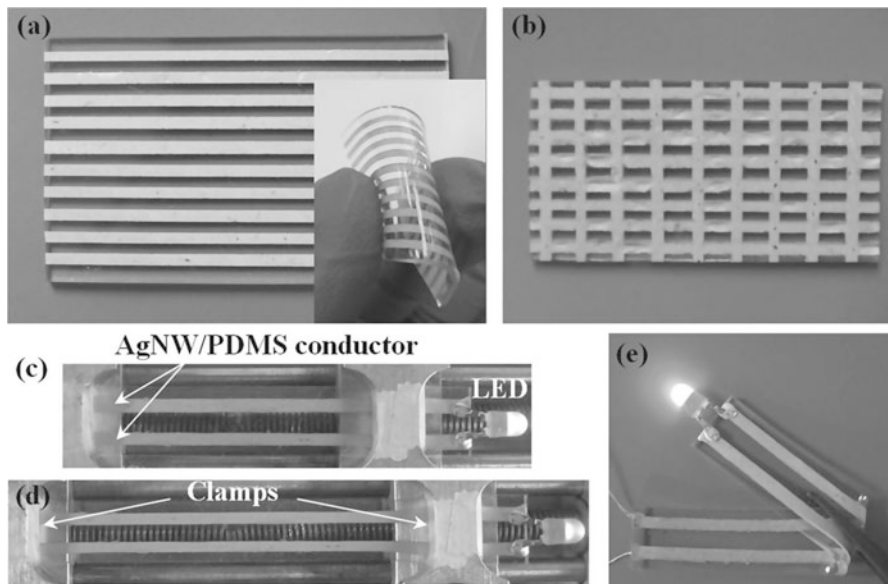 (a)
(b)
AgNW/PDMS conductor
(c)
LED
(e)
(d)
Clamps